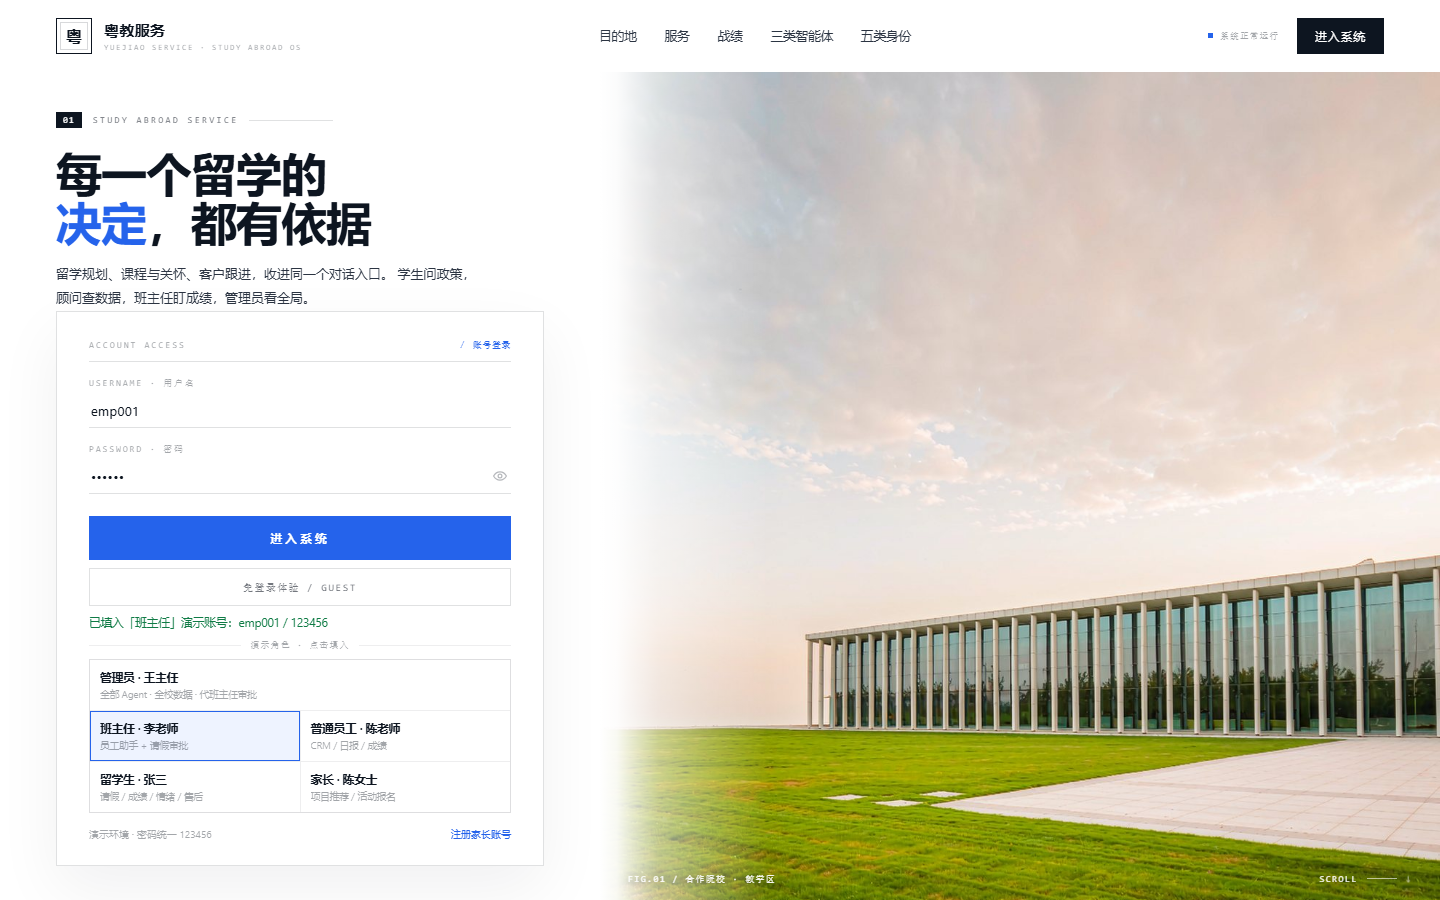 粤
粤教服务
YUEJIAO SERVICE · STUDY ABROAD OS
目的地 服务 战绩 三类智能体 五类身份
系统正常运行
进入系统
01 STUDY ABROAD SERVICE
每一个留学的
决定，都有依据
留学规划、课程与关怀、客户跟进，收进同一个对话入口。 学生问政策，
顾问查数据，班主任盯成绩，管理员看全局。
ACCOUNT ACCESS / 账号登录
USERNAME · 用户名
emp001
PASSWORD · 密码
••••••
进入系统
免登录体验 / GUEST
已填入「班主任」演示账号：emp001 / 123456
演示角色 · 点击填入
管理员 · 王主任
全部 Agent · 全校数据 · 代班主任审批
班主任 · 李老师
员工助手 + 请假审批
普通员工 · 陈老师
CRM / 日报 / 成绩
留学生 · 张三
请假 / 成绩 / 情绪 / 售后
家长 · 陈女士
项目推荐 / 活动报名
演示环境 · 密码统一 123456 注册家长账号
FIG.01 / 合作院校 · 教学区
SCROLL ↓